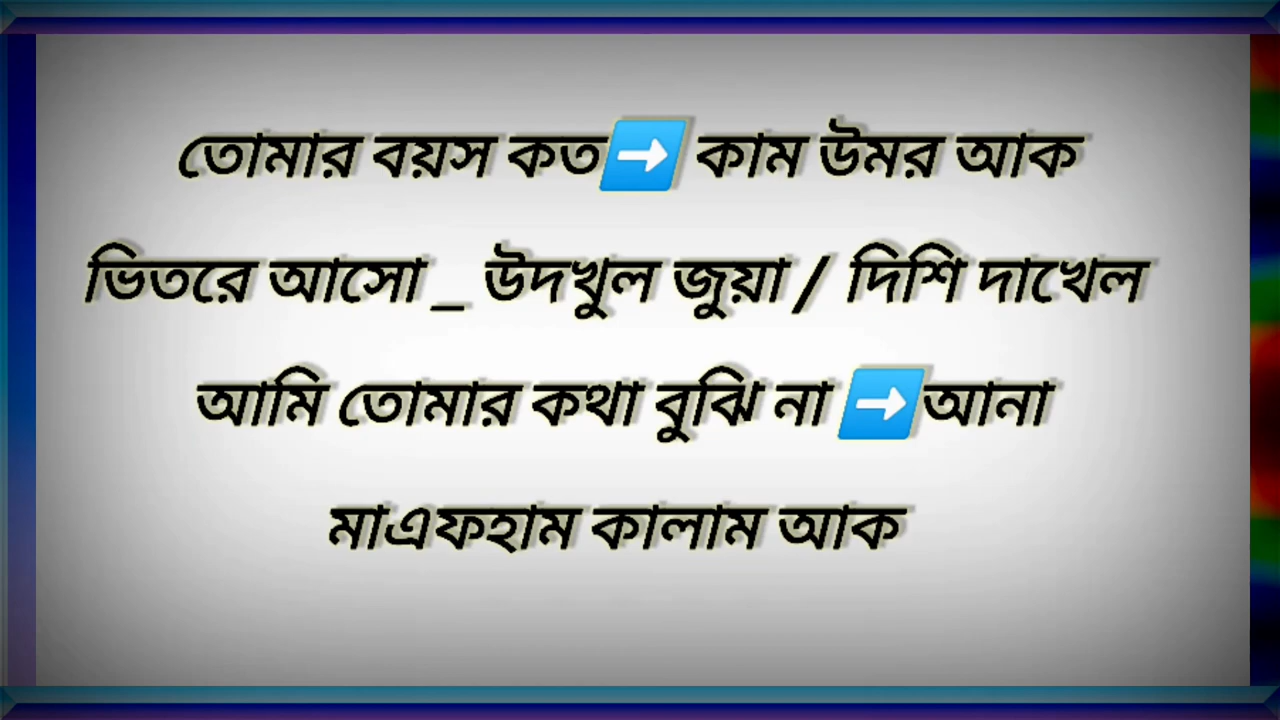 তোমার বয়স কত➡️ কাম উমর আক
ভিতরে আসো _ উদখুল জুয়া / দিশি দাখেল
আমি তোমার কথা বুঝি না ➡️আনা
মাএফহাম কালাম আক